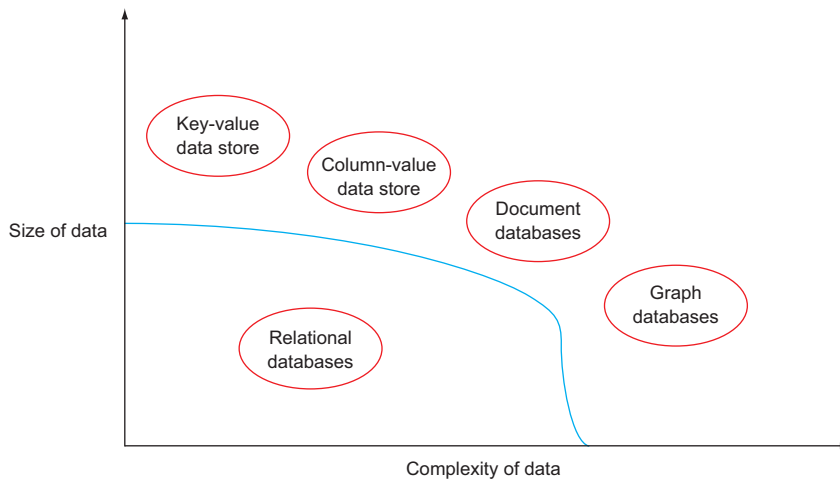 Key-value
data store
Column-value
data store
Document
databases
Size of data
Graph
databases
Relational
databases
Complexity of data